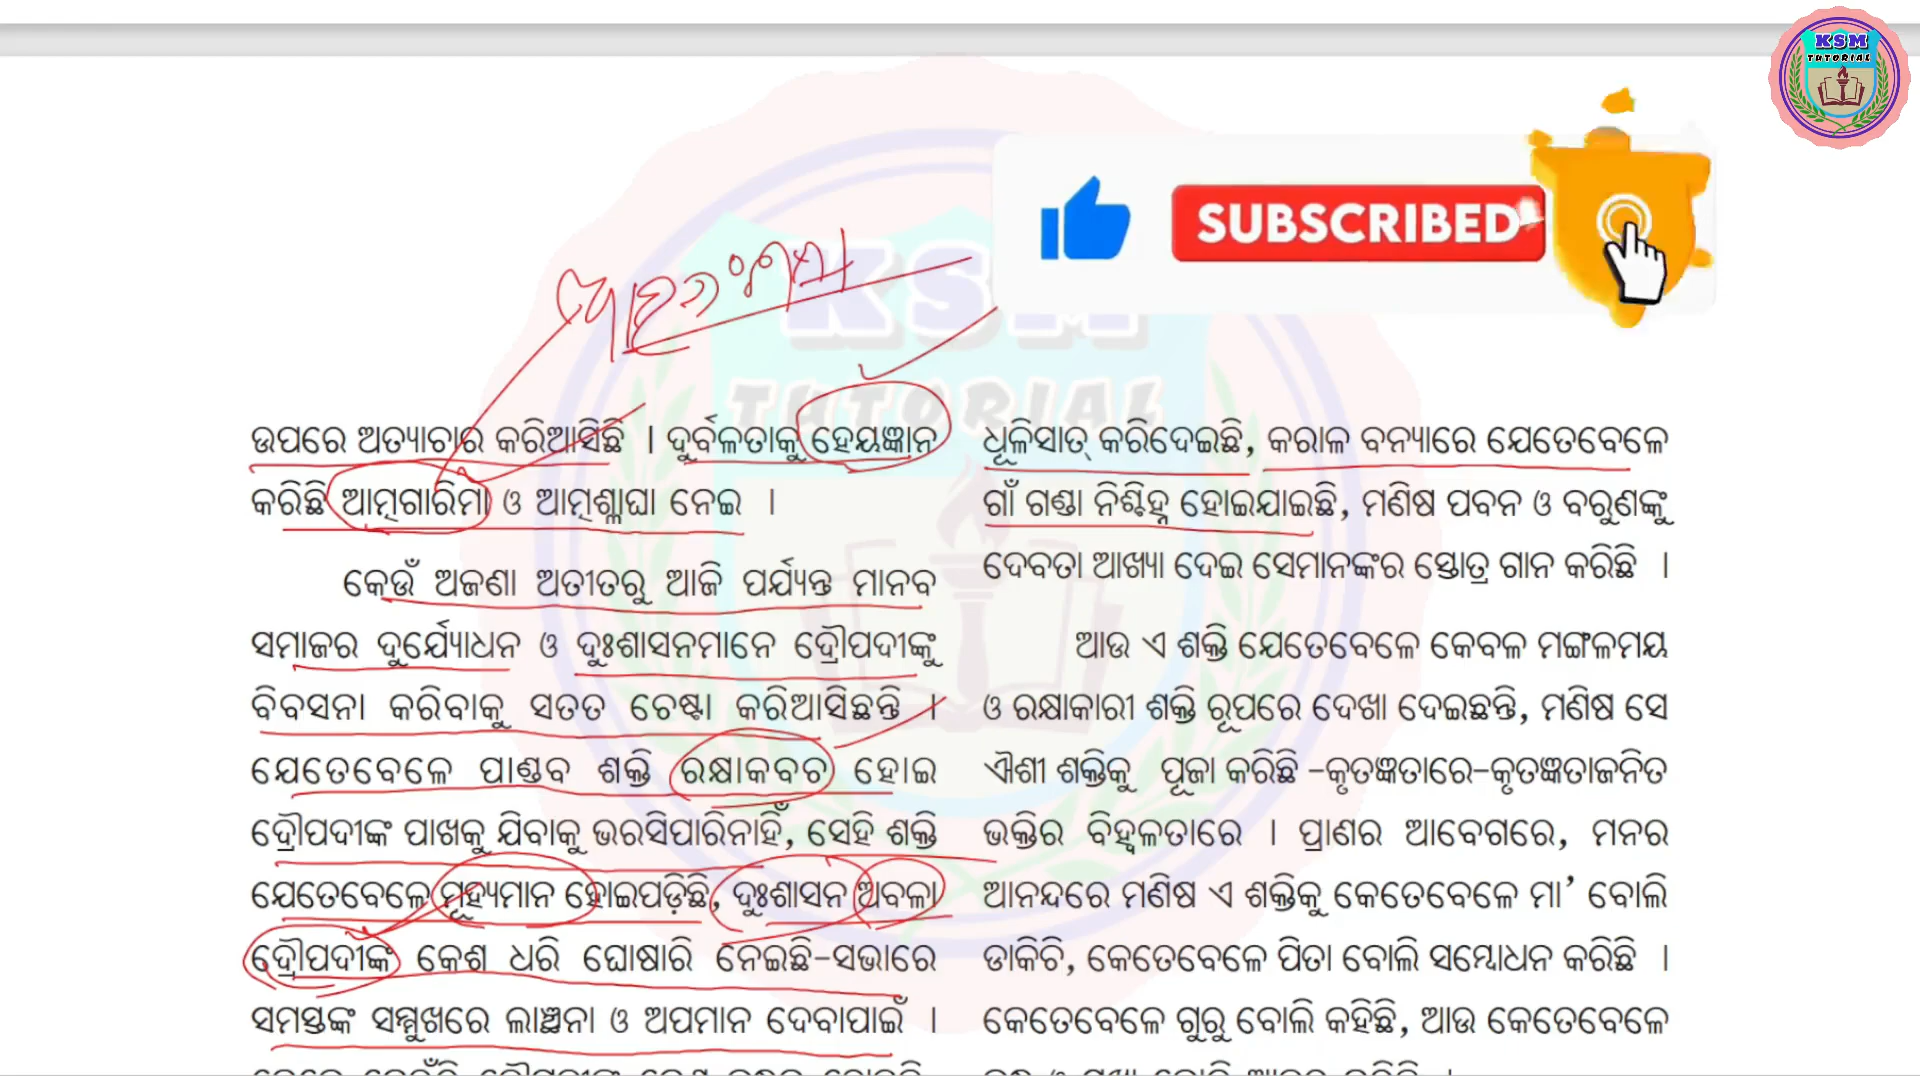 KSM
TUTORIAL
SUBSCRIBED
ଉପରେ ଅତ୍ୟାଚାର କରିଆସିଛି । ଦୁର୍ବଳତାକୁ ହେୟଜ୍ଞାନ
କରିଛି ଆତ୍ମଗାରିମା ଓ ଆତ୍ମଶ୍ଲାଘା ନେଇ ।
କେଉଁ ଅଜଣା ଅତୀତରୁ ଆଜି ପର୍ଯ୍ୟନ୍ତ ମାନବ
ସମାଜର ଦୁର୍ଯ୍ୟୋଧନ ଓ ଦୁଃଶାସନମାନେ ଦ୍ରୌପଦୀଙ୍କୁ
ବିବସନା କରିବାକୁ ସତତ ଚେଷ୍ଟା କରିଆସିଛନ୍ତି ।
ଯେତେବେଳେ ପାଣ୍ଡବ ଶକ୍ତି ରକ୍ଷାକବଚ ହୋଇ
ଦ୍ରୌପଦୀଙ୍କ ପାଖକୁ ଯିବାକୁ ଭରସିପାରିନାହିଁ, ସେହି ଶକ୍ତି
ଯେତେବେଳେ ମୂହ୍ୟମାନ ହୋଇପଡ଼ିଛି, ଦୁଃଶାସନ ଅବଳା
ଦ୍ରୌପଦୀଙ୍କ କେଶ ଧରି ଘୋଷାରି ନେଇଛି-ସଭାରେ
ସମସ୍ତଙ୍କ ସମ୍ମୁଖରେ ଲାଞ୍ଛନା ଓ ଅପମାନ ଦେବାପାଇଁ ।
ଧୂଳିସାତ୍ କରିଦେଇଛି, କରାଳ ବନ୍ୟାରେ ଯେତେବେଳେ
ଗାଁ ଗଣ୍ଡା ନିଶ୍ଚିହ୍ନ ହୋଇଯାଇଛି, ମଣିଷ ପବନ ଓ ବରୁଣଙ୍କୁ
ଦେବତା ଆଖ୍ୟା ଦେଇ ସେମାନଙ୍କର ସ୍ତୋତ୍ର ଗାନ କରିଛି ।
ଆଉ ଏ ଶକ୍ତି ଯେତେବେଳେ କେବଳ ମଙ୍ଗଳମୟ
ଓ ରକ୍ଷାକାରୀ ଶକ୍ତି ରୂପରେ ଦେଖା ଦେଇଛନ୍ତି, ମଣିଷ ସେ
ଐଶୀ ଶକ୍ତିକୁ ପୂଜା କରିଛି -କୃତଜ୍ଞତାରେ-କୃତଜ୍ଞତାଜନିତ
ଭକ୍ତିର ବିହ୍ୱଳତାରେ । ପ୍ରାଣର ଆବେଗରେ, ମନର
ଆନନ୍ଦରେ ମଣିଷ ଏ ଶକ୍ତିକୁ କେତେବେଳେ ମା’ ବୋଲି
ଡାକିଚି, କେତେବେଳେ ପିତା ବୋଲି ସମ୍ବୋଧନ କରିଛି ।
କେତେବେଳେ ଗୁରୁ ବୋଲି କହିଛି, ଆଉ କେତେବେଳେ